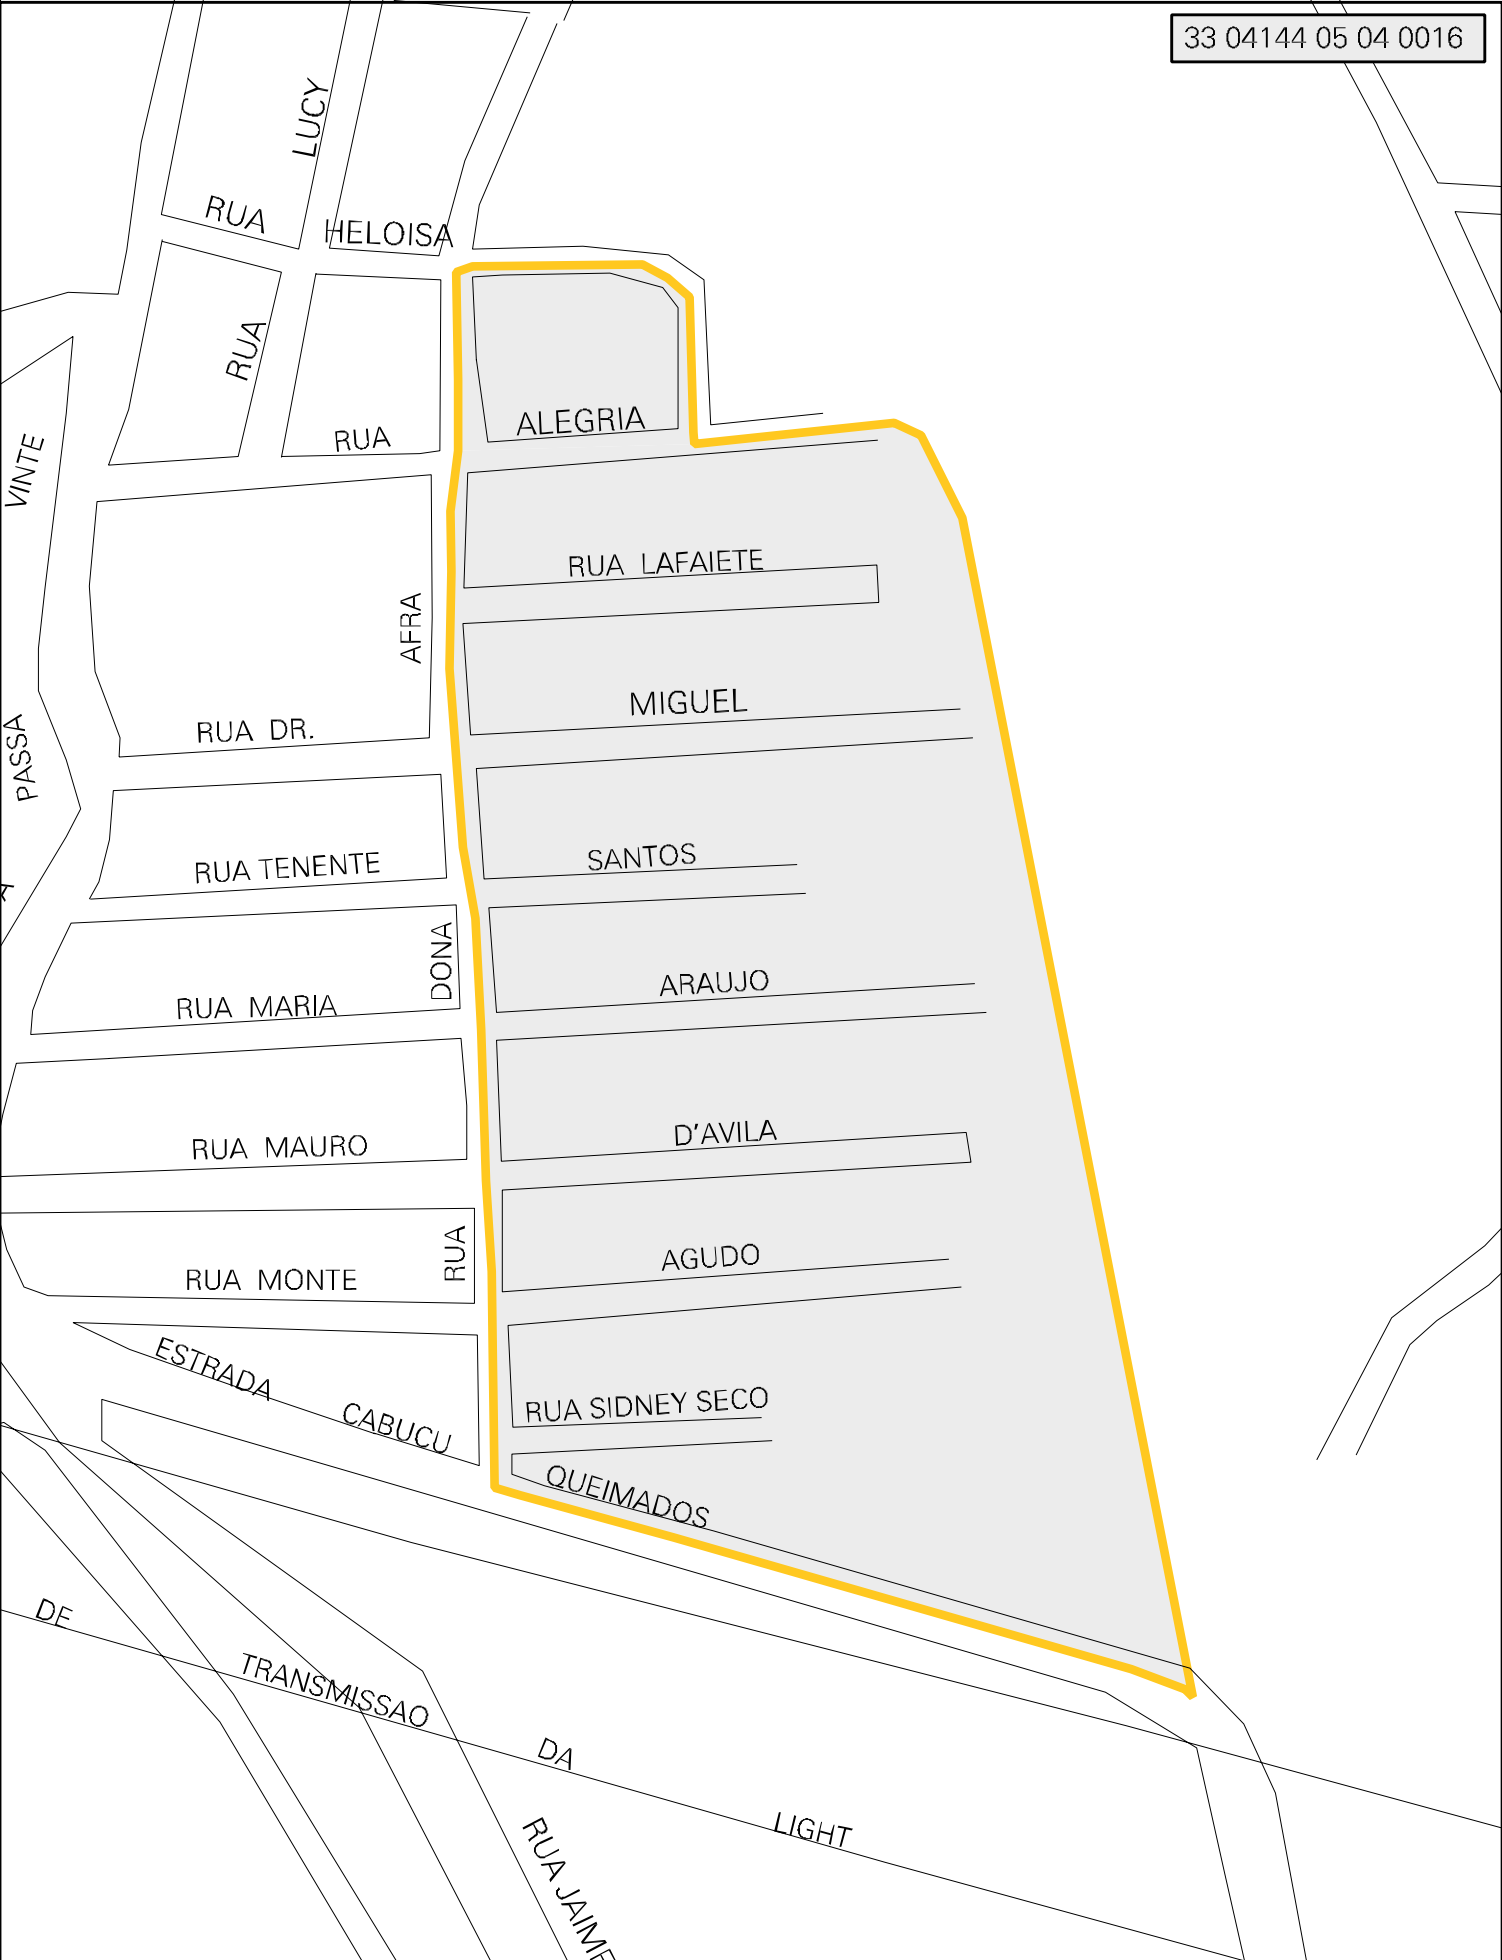 33 04144 05 04 0016
LUCY
RUA
HELOISA
RUA
RUA
ALEGRIA
VINTE
RUA LAFAIETE
AFRA
MIGUEL
RUA DR.
PASSA
SANTOS
RUA TENENTE
DONA
ARAUJO
RUA MARIA
D'AVILA
RUA MAURO
RUA
AGUDO
RUA MONTE
ESTRADA
CABUCU
RUA SIDNEY SECO
QUEIMADOS
DE
TRANSMISSAO
DA
LIGHT
RUA JAIME